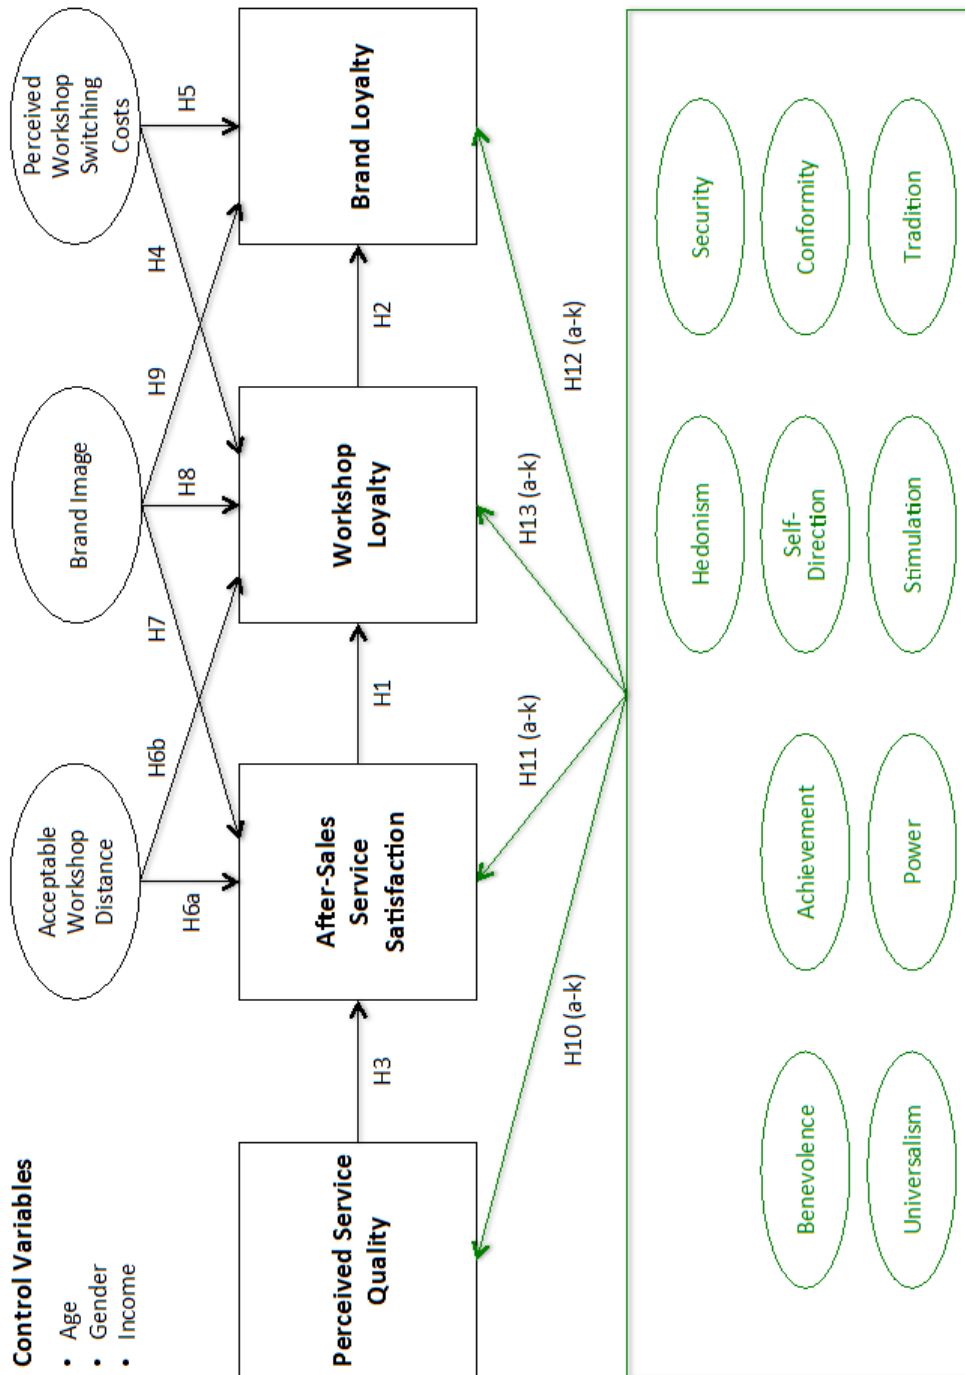 Control Variables
• Age
• Gender
• Income
Acceptable
Workshop
Distance
Brand Image
Perceived
Workshop
Switching
Costs
H6a
H6b
H7
H8
H9
H4
H5
Perceived Service
Quality
H3
After-Sales
Service
Satisfaction
H1
Workshop
Loyalty
H2
Brand Loyalty
H10 (a-k)
H11 (a-k)
H13 (a-k)
H12 (a-k)
Benevolence
Universalism
Achievement
Power
Hedonism
Self-
Direction
Stimulation
Security
Conformity
Tradition